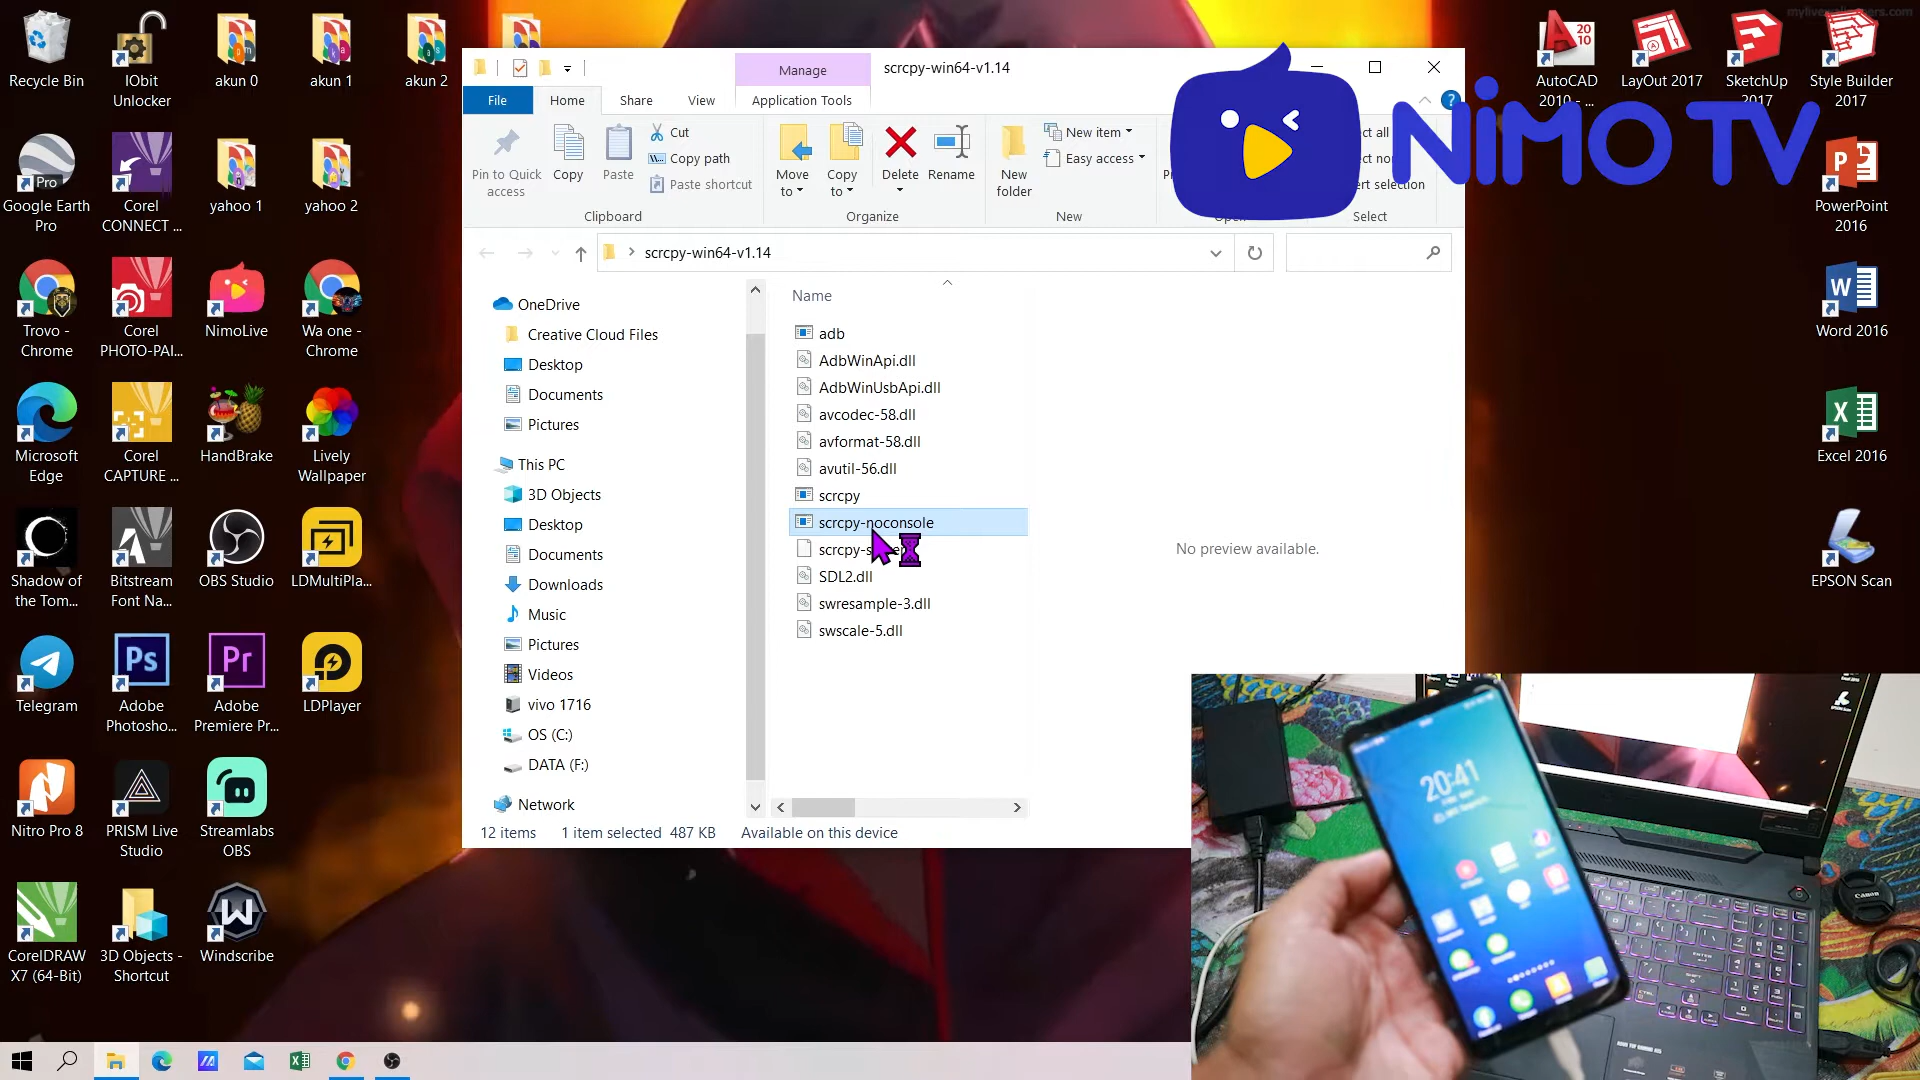 myliveswallpapers.com
Recycle Bin
IObit Unlocker
akun 0
akun 1
akun 2
AutoCAD 2010 - ...
LayOut 2017
SketchUp 2017
Style Builder 2017
Manage
scrcpy-win64-v1.14
File
Home
Share
View
Application Tools
?
NiMO TV
Pin to Quick access
Copy
Paste
Cut
Copy path
Paste shortcut
Clipboard
Move to
Copy to
Delete
Rename
Organize
New folder
New item
Easy access
New
Select
scrcpy-win64-v1.14
Google Earth Pro
Pro
Corel CONNECT ...
yahoo 1
yahoo 2
PowerPoint 2016
Trovo - Chrome
Corel PHOTO-PAI...
NimoLive
Wa one - Chrome
Word 2016
Microsoft Edge
Corel CAPTURE ...
HandBrake
Lively Wallpaper
Excel 2016
Shadow of the Tom...
Bitstream Font Na...
OBS Studio
LDMultiPla...
EPSON Scan
Telegram
Ps
Adobe Photosho...
Pr
Adobe Premiere Pr...
LDPlayer
Nitro Pro 8
PRISM Live Studio
Streamlabs OBS
CorelDRAW X7 (64-Bit)
3D Objects - Shortcut
Windscribe
OneDrive
Creative Cloud Files
Desktop
Documents
Pictures
This PC
3D Objects
Desktop
Documents
Downloads
Music
Pictures
Videos
vivo 1716
OS (C:)
DATA (F:)
Network
Name
adb
AdbWinApi.dll
AdbWinUsbApi.dll
avcodec-58.dll
avformat-58.dll
avutil-56.dll
scrcpy
scrcpy-noconsole
SDL2.dll
swresample-3.dll
swscale-5.dll
No preview available.
12 items
1 item selected 487 KB
Available on this device
20:41
Canon